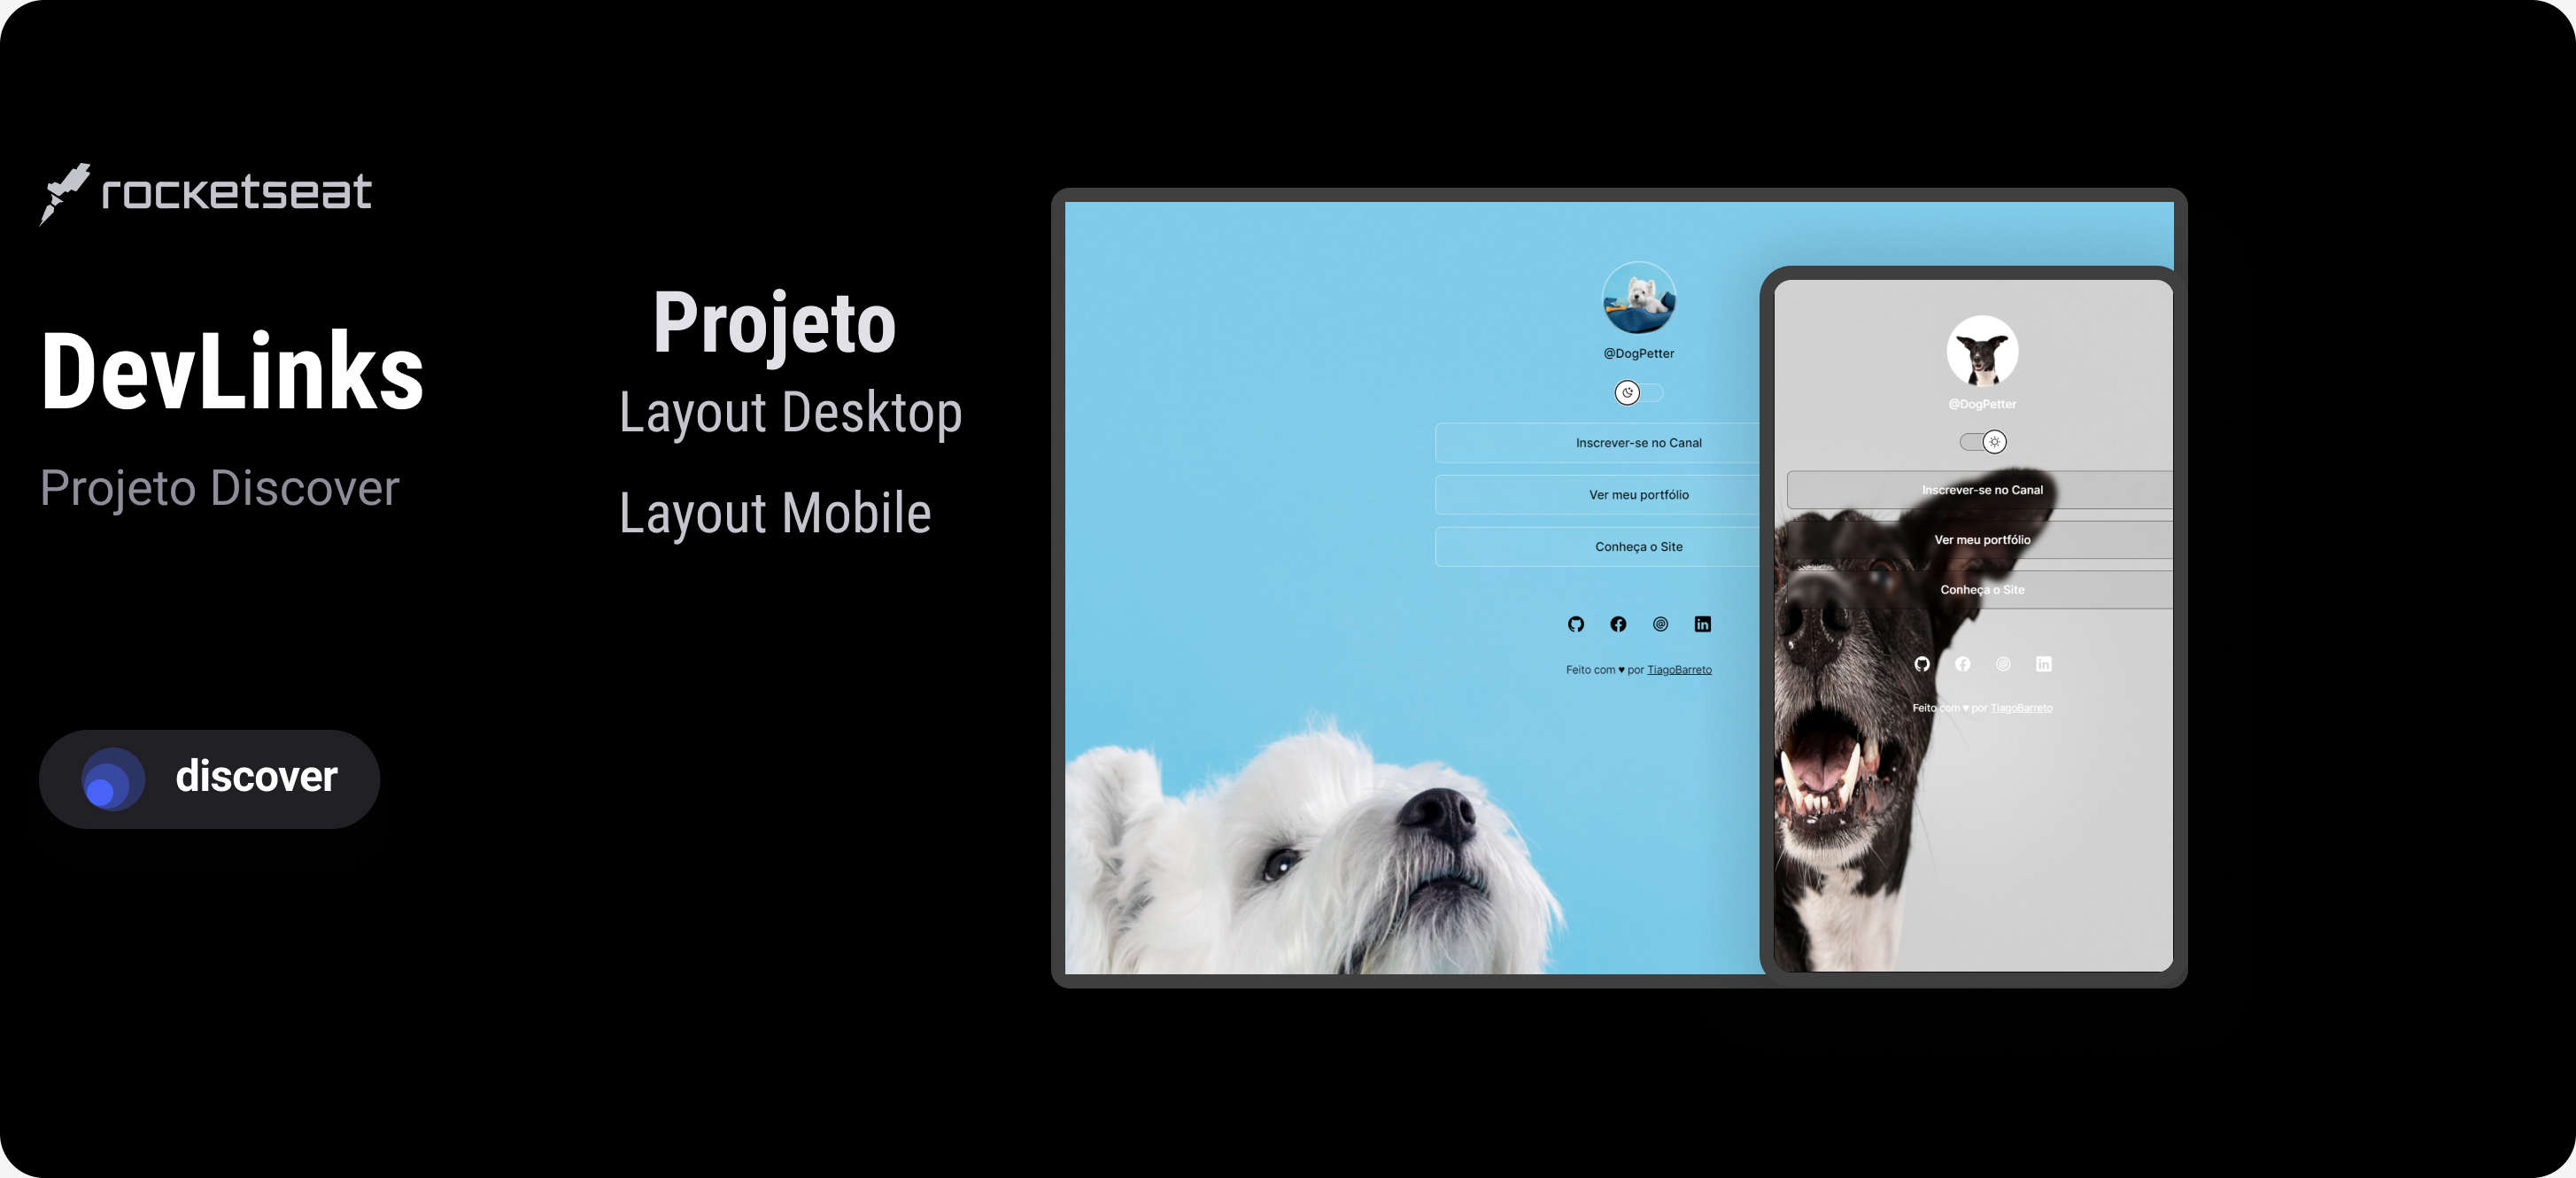 rocketseat
DevLinks
Projeto Discover
discover
Projeto
Layout Desktop
Layout Mobile
@DogPetter
Inscrever-se no Canal
Ver meu portfólio
Conheça o Site
Feito com ♥ por TiagoBarreto
@DogPetter
Inscrever-se no Canal
Ver meu portfólio
Conheça o Site
Feito com ♥ por TiagoBarreto